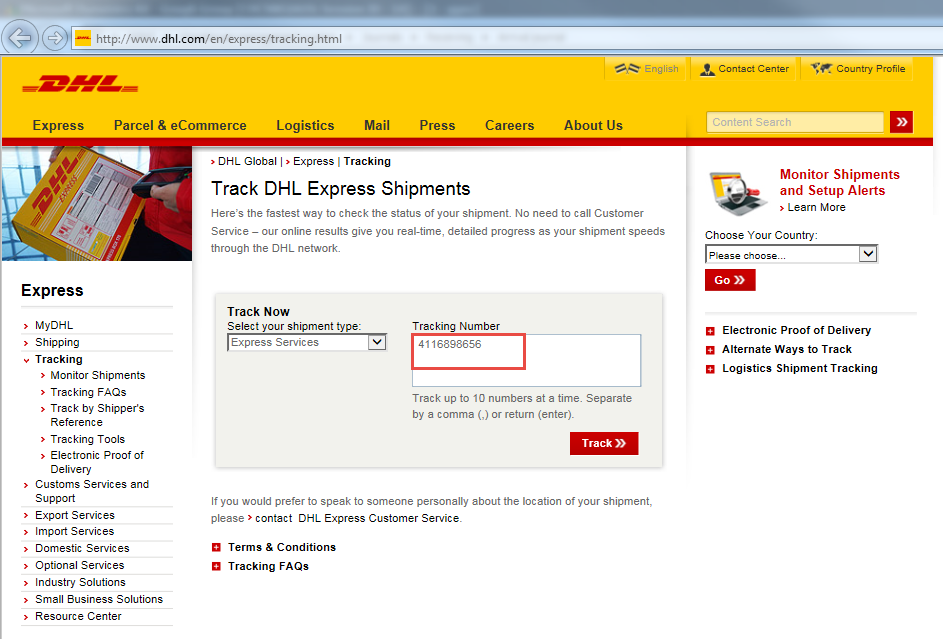 http://www.dhl.com/en/express/tracking.html
English
Contact Center
Country Profile
DHL
Express
Parcel & eCommerce
Logistics
Mail
Press
Careers
About Us
Content Search
DHL
EXPRESS
› DHL Global | › Express | Tracking
Track DHL Express Shipments
Here's the fastest way to check the status of your shipment. No need to call Customer
Service – our online results give you real-time, detailed progress as your shipment speeds
through the DHL network.
Monitor Shipments
and Setup Alerts
› Learn More
Choose Your Country:
Please choose...
Go »
Express
MyDHL
Shipping
Tracking
Monitor Shipments
Tracking FAQs
Track by Shipper's
Reference
Tracking Tools
Electronic Proof of
Delivery
Customs Services and
Support
Export Services
Import Services
Domestic Services
Optional Services
Industry Solutions
Small Business Solutions
Resource Center
Track Now
Select your shipment type:
Express Services
Tracking Number
4116898656
Track up to 10 numbers at a time. Separate
by a comma (,) or return (enter).
Track »
Electronic Proof of Delivery
Alternate Ways to Track
Logistics Shipment Tracking
If you would prefer to speak to someone personally about the location of your shipment,
please › contact DHL Express Customer Service.
Terms & Conditions
Tracking FAQs